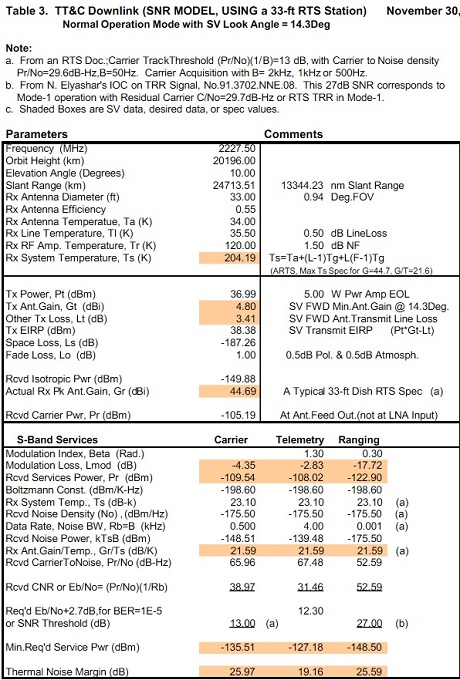 Table 3. TT&C Downlink (SNR MODEL, USING a 33-ft RTS Station) November 30,
Normal Operation Mode with SV Look Angle = 14.3Deg
Note:
a. From an RTS Doc.;Carrier TrackThreshold (Pr/No)(1/B)=13 dB, with Carrier to Noise density
Pr/No=29.6dB-Hz,B=50Hz. Carrier Acquisition with B= 2kHz, 1kHz or 500Hz.
b. From N. Elyashar's IOC on TRR Signal, No.91.3702.NNE.08. This 27dB SNR corresponds to
Mode-1 operation with Residual Carrier C/No=29.7dB-Hz or RTS TRR in Mode-1.
c. Shaded Boxes are SV data, desired data, or spec values.
Parameters Comments
Frequency (MHz) 2227.50
Orbit Height (km) 20196.00
Elevation Angle (Degrees) 10.00
Slant Range (km) 24713.51 13344.23 nm Slant Range
Rx Antenna Diameter (ft) 33.00 0.94 Deg.FOV
Rx Antenna Efficiency 0.55
Rx Antenna Temperatue, Ta (K) 34.00
Rx Line Temperature, Tl (K) 35.50 0.50 dB LineLoss
Rx RF Amp. Temperature, Tr (K) 120.00 1.50 dB NF
Rx System Temperature, Ts (K) 204.19 Ts=Ta+(L-1)Tg+L(F-1)Tg
(ARTS, Max Ts Spec for G=44.7, G/T=21.6)
Tx Power, Pt (dBm) 36.99 5.00 W Pwr Amp EOL
Tx Ant.Gain, Gt (dBi) 4.80 SV FWD Min.Ant.Gain @ 14.3Deg.
Other Tx Loss, Lt (dB) 3.41 SV FWD Ant.Transmit Line Loss
Tx EIRP (dBm) 38.38 SV Transmit EIRP (Pt*Gt-Lt)
Space Loss, Ls (dB) -187.26
Fade Loss, Lo (dB) 1.00 0.5dB Pol. & 0.5dB Atmosph.
Rcvd Isotropic Pwr (dBm) -149.88
Actual Rx Pk Ant.Gain, Gr (dBi) 44.69 A Typical 33-ft Dish RTS Spec (a)
Rcvd Carrier Pwr, Pr (dBm) -105.19 At Ant.Feed Out.(not at LNA Input)
S-Band Services Carrier Telemetry Ranging
Modulation Index, Beta (Rad.) 1.30 0.30
Modulation Loss, Lmod (dB) -4.35 -2.83 -17.72
Rcvd Services Power, Pr (dBm) -109.54 -108.02 -122.90
Boltzmann Const. (dBm/K-Hz) -198.60 -198.60 -198.60
Rx System Temp., Ts (dB-k) 23.10 23.10 23.10 (a)
Rcvd Noise Density (No) ,(dBm/Hz) -175.50 -175.50 -175.50 (a)
Data Rate, Noise BW, Rb=B (kHz) 0.500 4.00 0.001 (a)
Rcvd Noise Power, kTsB (dBm) -148.51 -139.48 -175.50
Rx Ant.Gain/Temp., Gr/Ts (dB/K) 21.59 21.59 21.59 (a)
Rcvd CarrierToNoise, Pr/No (dB-Hz) 65.96 67.48 52.59
Rcvd CNR or Eb/No= (Pr/No)(1/Rb) 38.97 31.46 52.59
Req'd Eb/No+2.7dB,for BER=1E-5 12.30
or SNR Threshold (dB) 13.00 (a) 27.00 (b)
Min.Req'd Service Pwr (dBm) -135.51 -127.18 -148.50
Thermal Noise Margin (dB) 25.97 19.16 25.59